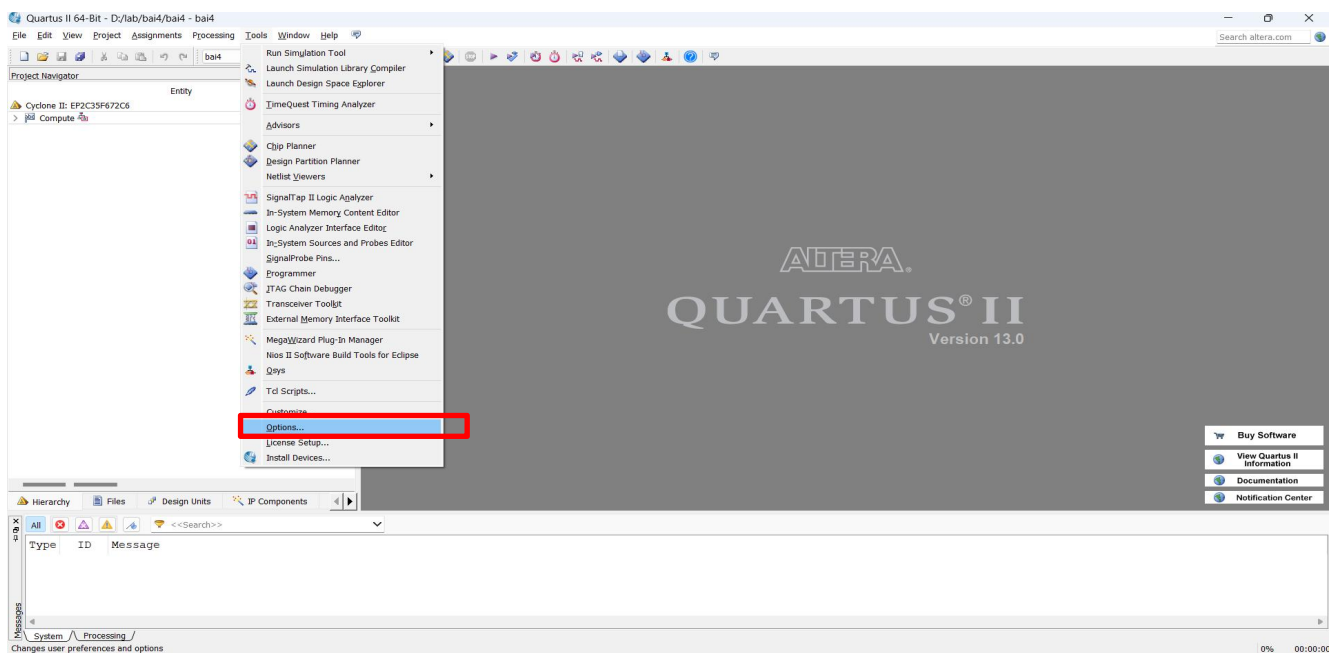 Quartus II 64-Bit - D:/lab/bai4/bai4 - bai4
File Edit View Project Assignments Processing Tools Window Help
Search altera.com
bai4
Project Navigator
Entity
Cyclone II: EP2C35F672C6
Compute
Run Simulation Tool
Launch Simulation Library Compiler
Launch Design Space Explorer
TimeQuest Timing Analyzer
Advisors
Chip Planner
Design Partition Planner
Netlist Viewers
SignalTap II Logic Analyzer
In-System Memory Content Editor
Logic Analyzer Interface Editor
In-System Sources and Probes Editor
SignalProbe Pins...
Programmer
JTAG Chain Debugger
Transceiver Toolkit
External Memory Interface Toolkit
MegaWizard Plug-In Manager
Nios II Software Build Tools for Eclipse
Qsys
Tcl Scripts...
Customize
Options...
License Setup...
Install Devices...
ALTERA®
QUARTUS® II
Version 13.0
Buy Software
View Quartus II
Information
Documentation
Notification Center
Hierarchy Files Design Units IP Components
All <<Search>>
Type ID Message
Messages
System Processing
Changes user preferences and options
0% 00:00:00